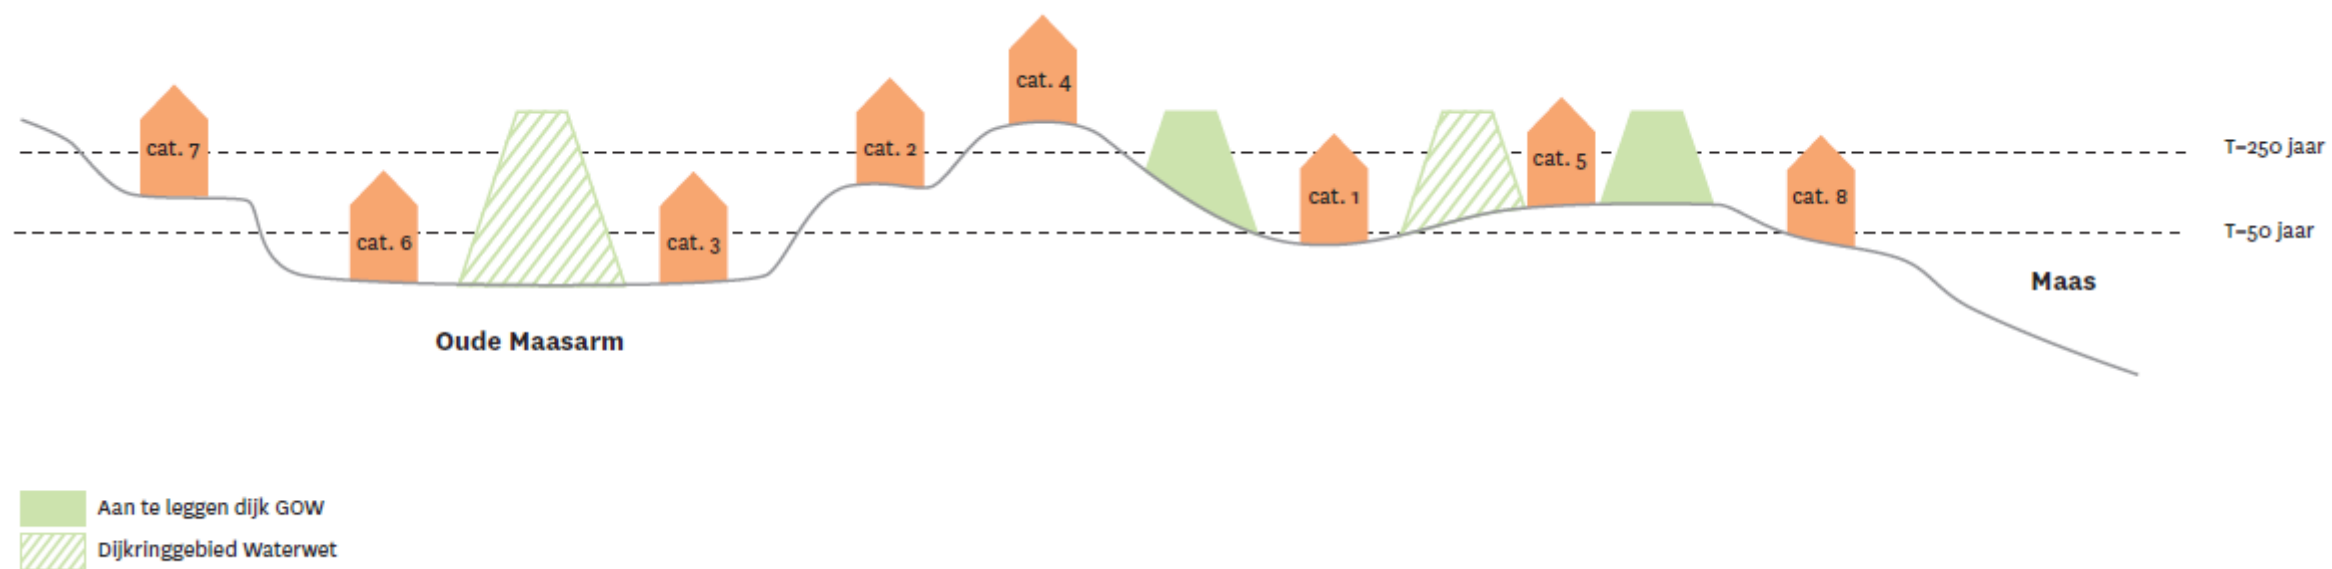 cat. 4
cat. 7
cat. 2
cat. 5
T=250 jaar
cat. 6
cat. 3
cat. 1
cat. 8
T=50 jaar
Maas
Oude Maasarm
Aan te leggen dijk GOW
Dijkringgebied Waterwet